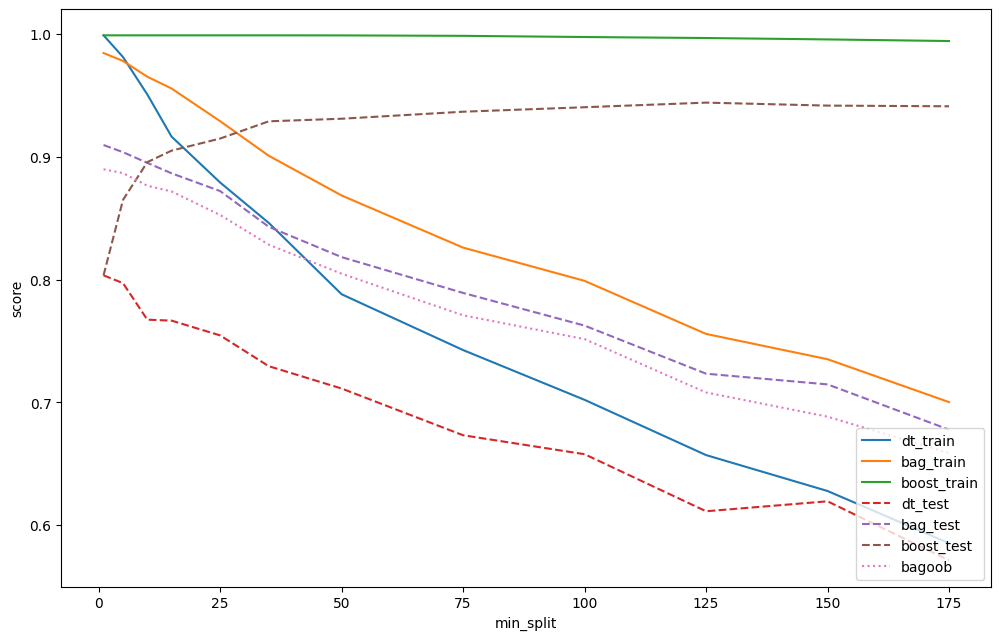 score
1.0
0.9
0.8
0.7
0.6
0
25
50
75
100
125
150
175
min_split
dt_train
bag_train
boost_train
dt_test
bag_test
boost_test
bagoob